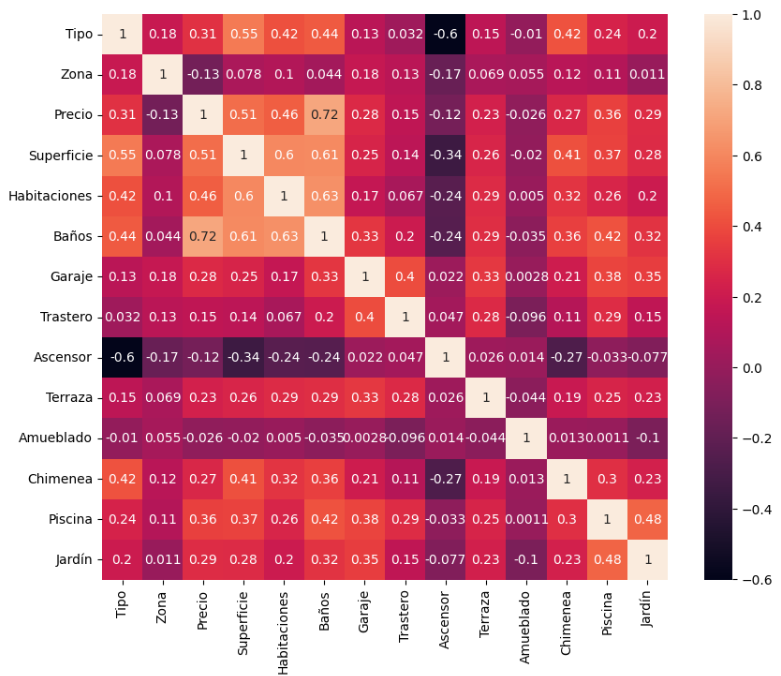 Tipo 1 0.18 0.31 0.55 0.42 0.44 0.13 0.032 -0.6 0.15 -0.01 0.42 0.24 0.2
Zona 0.18 1 -0.13 0.078 0.1 0.044 0.18 0.13 -0.17 0.069 0.055 0.12 0.11 0.011
Precio 0.31 -0.13 1 0.51 0.46 0.72 0.28 0.15 -0.12 0.23 -0.026 0.27 0.36 0.29
Superficie 0.55 0.078 0.51 1 0.6 0.61 0.25 0.14 -0.34 0.26 -0.02 0.41 0.37 0.28
Habitaciones 0.42 0.1 0.46 0.6 1 0.63 0.17 0.067 -0.24 0.29 0.005 0.32 0.26 0.2
Baños 0.44 0.044 0.72 0.61 0.63 1 0.33 0.2 -0.24 0.29 -0.035 0.36 0.42 0.32
Garaje 0.13 0.18 0.28 0.25 0.17 0.33 1 0.4 0.022 0.33 0.0028 0.21 0.38 0.35
Trastero 0.032 0.13 0.15 0.14 0.067 0.2 0.4 1 0.047 0.28 -0.096 0.11 0.29 0.15
Ascensor -0.6 -0.17 -0.12 -0.34 -0.24 -0.24 0.022 0.047 1 0.026 0.014 -0.27 -0.033 -0.077
Terraza 0.15 0.069 0.23 0.26 0.29 0.29 0.33 0.28 0.026 1 -0.044 0.19 0.25 0.23
Amueblado -0.01 0.055 -0.026 -0.02 0.005 -0.035 0.0028 -0.096 0.014 -0.044 1 0.013 0.0011 -0.1
Chimenea 0.42 0.12 0.27 0.41 0.32 0.36 0.21 0.11 -0.27 0.19 0.013 1 0.3 0.23
Piscina 0.24 0.11 0.36 0.37 0.26 0.42 0.38 0.29 -0.033 0.25 0.0011 0.3 1 0.48
Jardín 0.2 0.011 0.29 0.28 0.2 0.32 0.35 0.15 -0.077 0.23 -0.1 0.23 0.48 1
Tipo
Zona
Precio
Superficie
Habitaciones
Baños
Garaje
Trastero
Ascensor
Terraza
Amueblado
Chimenea
Piscina
Jardín
1.0
0.8
0.6
0.4
0.2
0.0
−0.2
−0.4
−0.6